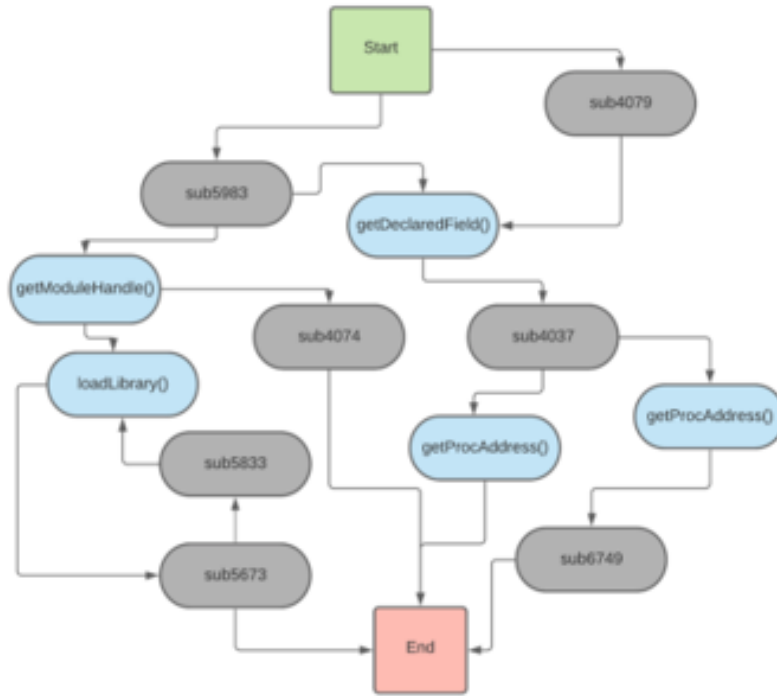 Start
sub4079
sub5983
getDeclaredField()
getModuleHandle()
sub4074
sub4037
loadLibrary()
getProcAddress()
getProcAddress()
sub5833
sub6749
sub5673
End